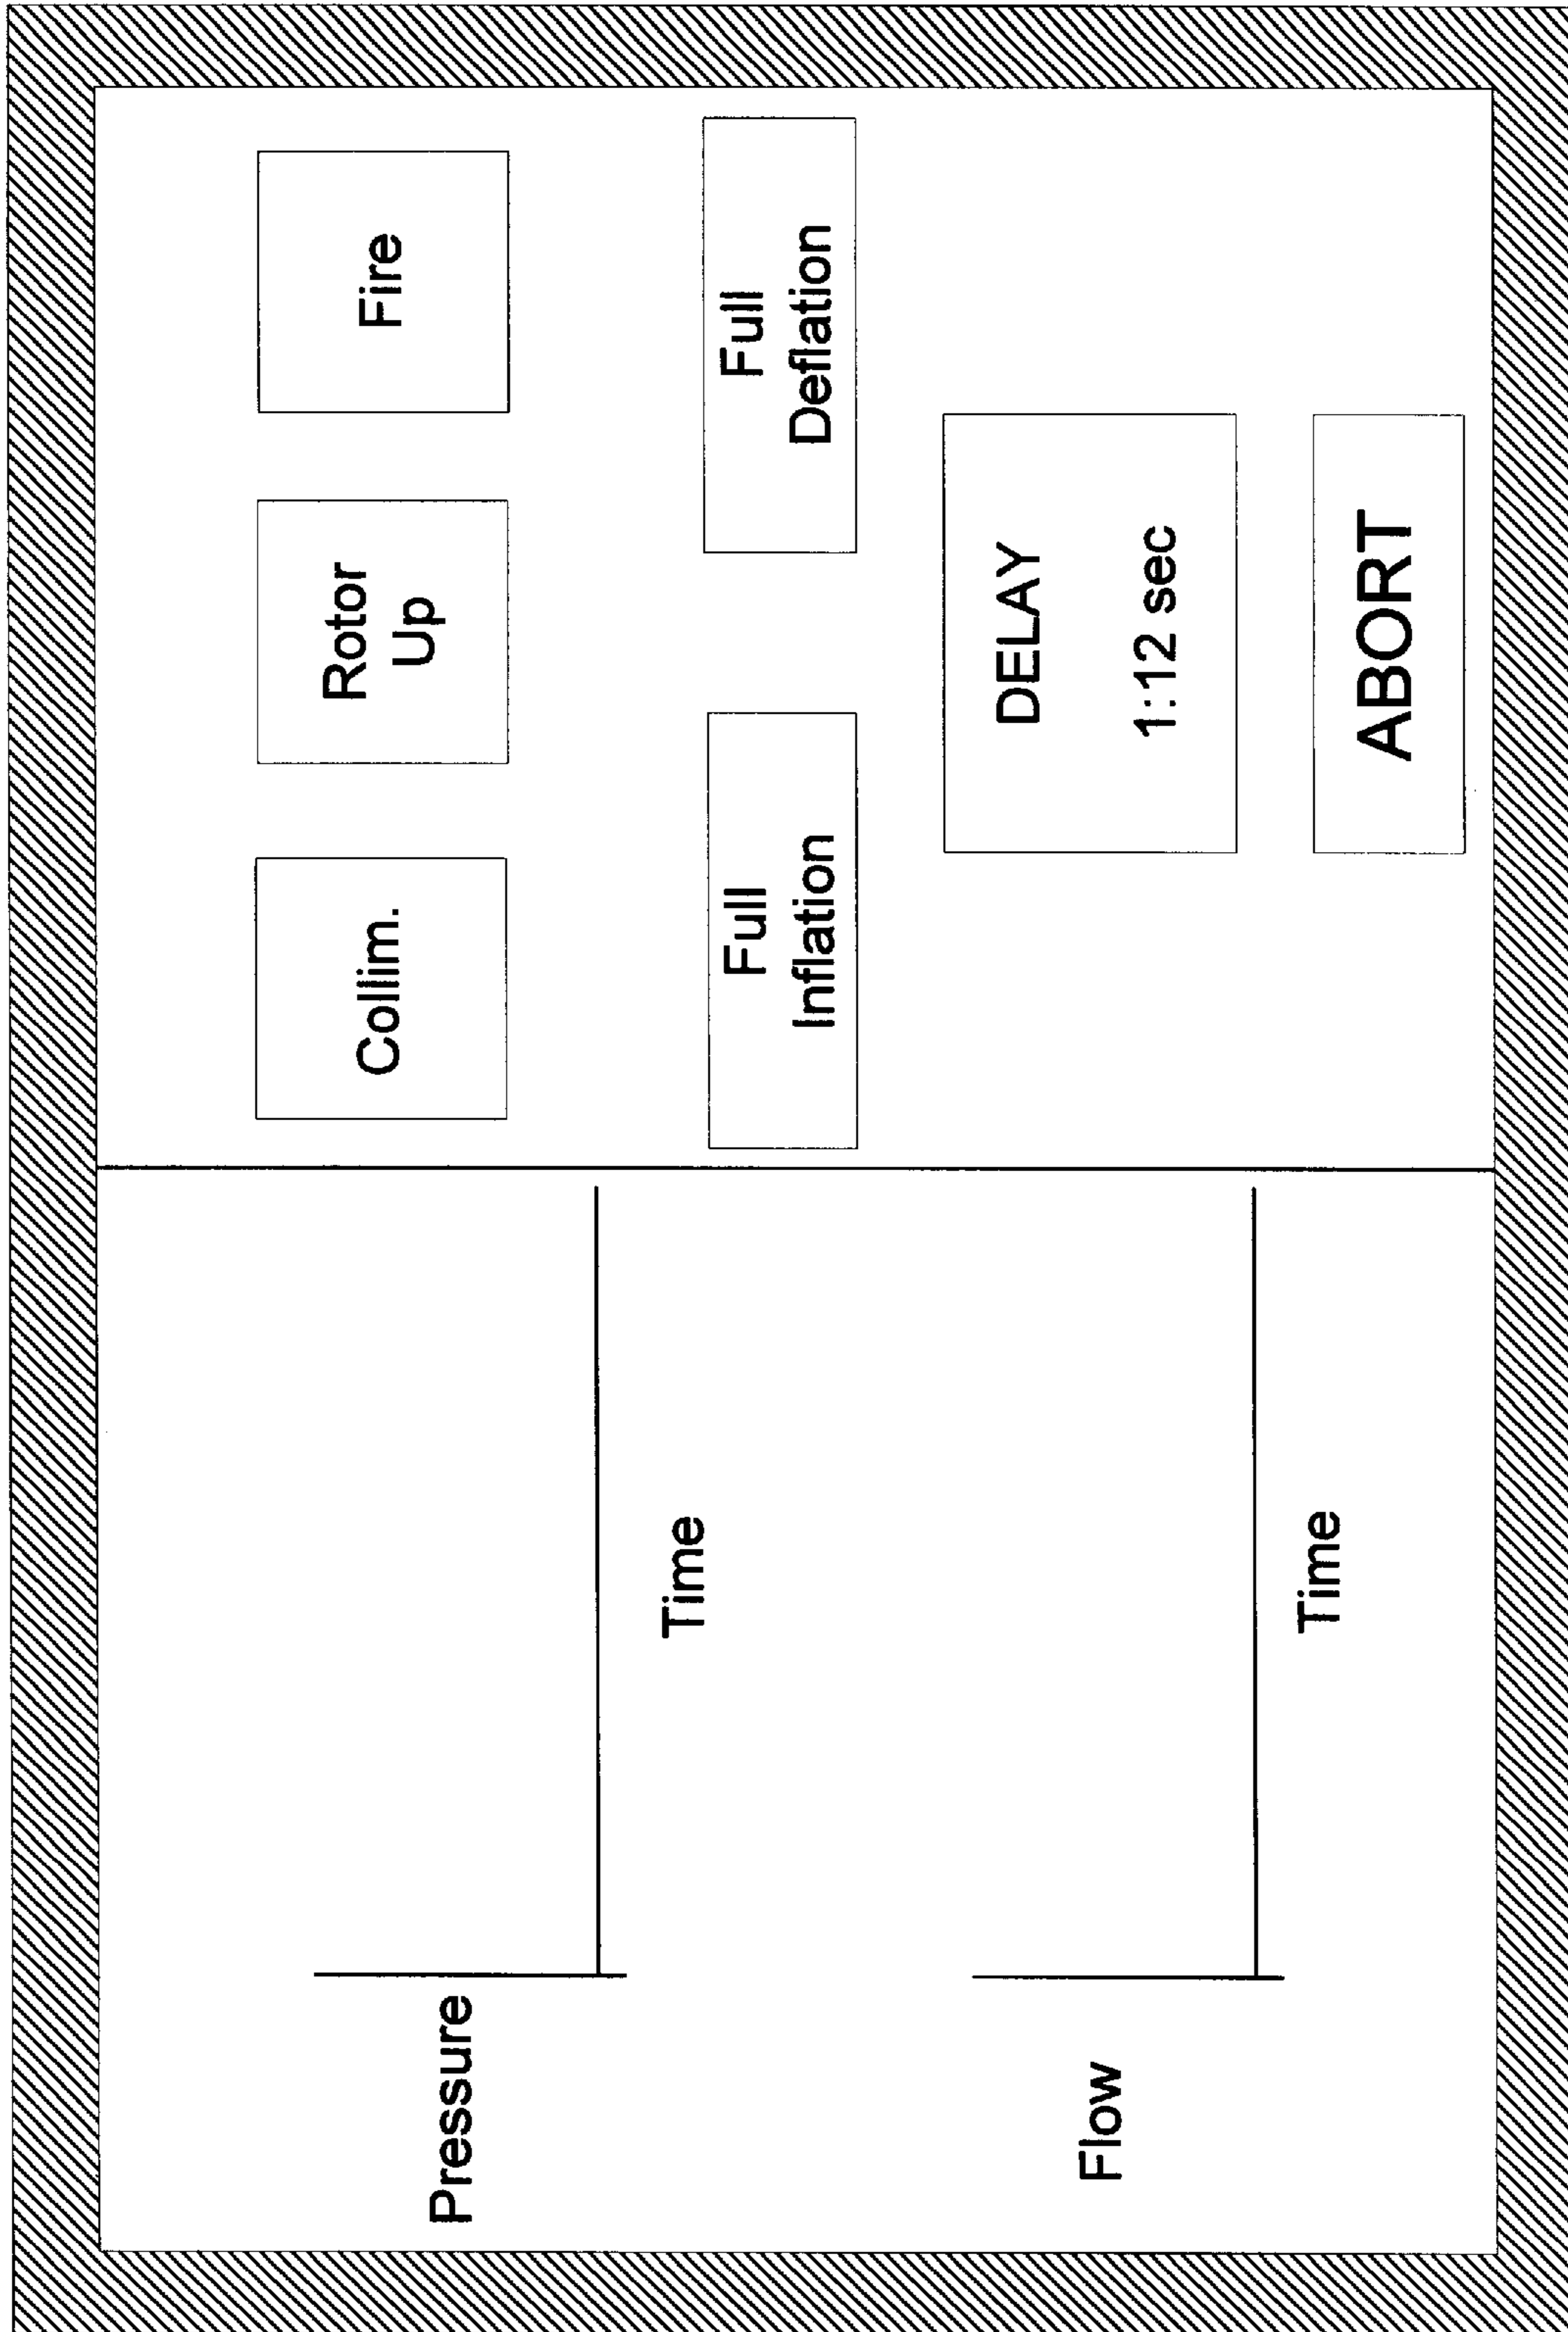 Pressure
Time
Flow
Time
Collim.
Rotor
Up
Fire
Full
Inflation
Full
Deflation
DELAY
1:12 sec
ABORT